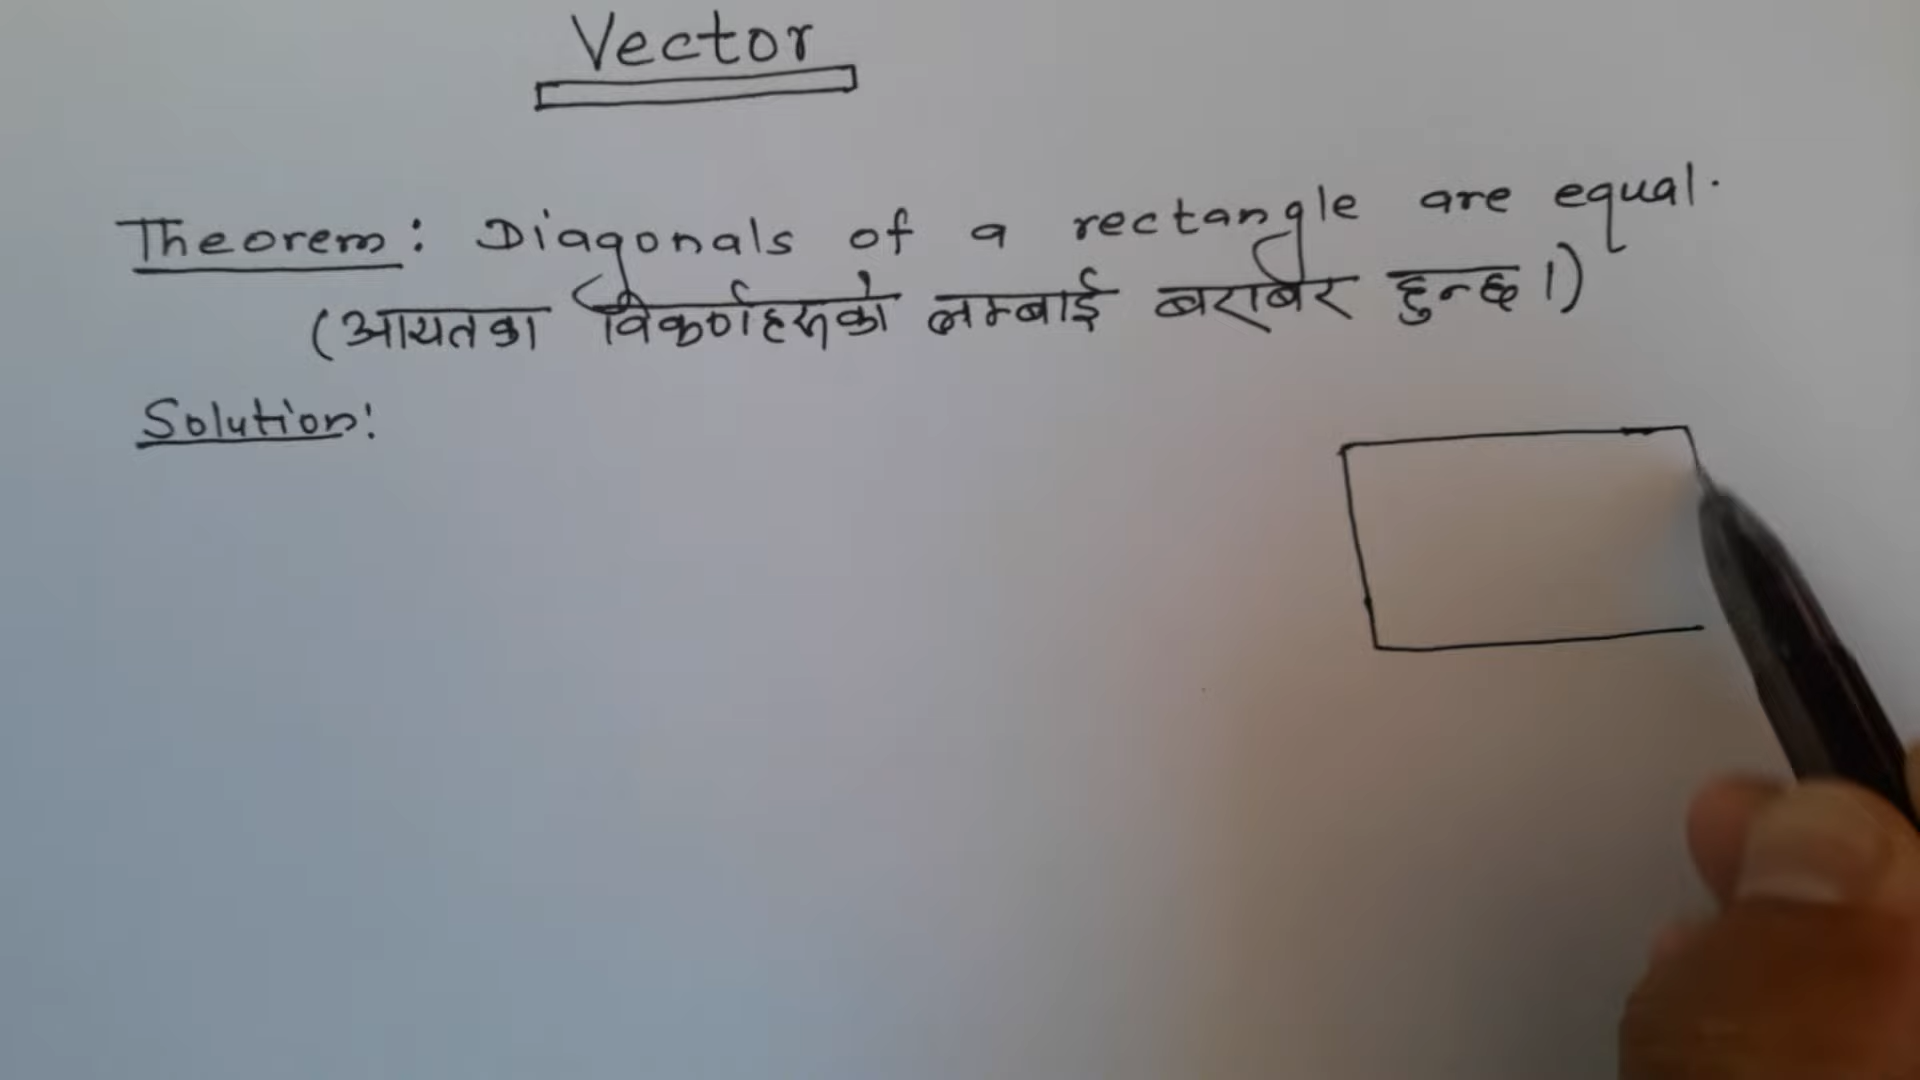 Vector
Theorem: Diagonals of a rectangle are equal.
(आयतका विकर्णहरूको लम्बाई बराबर हुन्छ ।)
Solution: